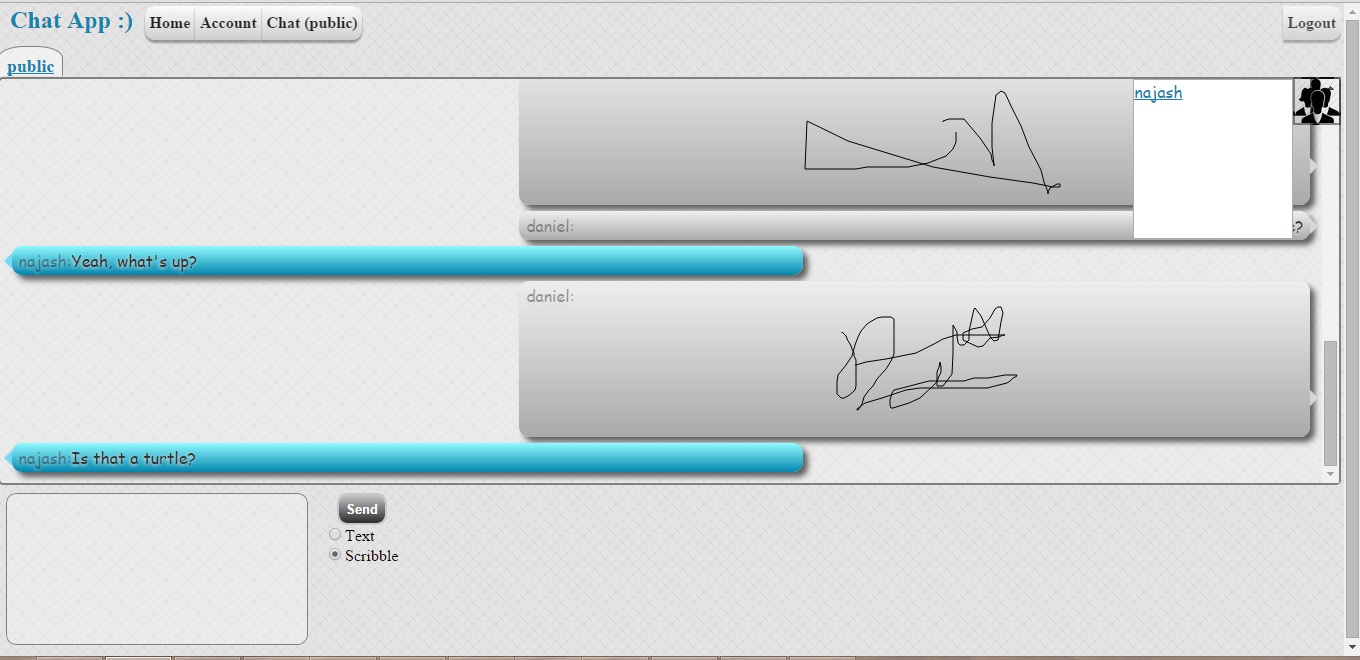 Chat App :) Home Account Chat (public) Logout
public
najash
daniel: ?
najash:Yeah, what's up?
daniel:
najash:Is that a turtle?
Send
Text
Scribble